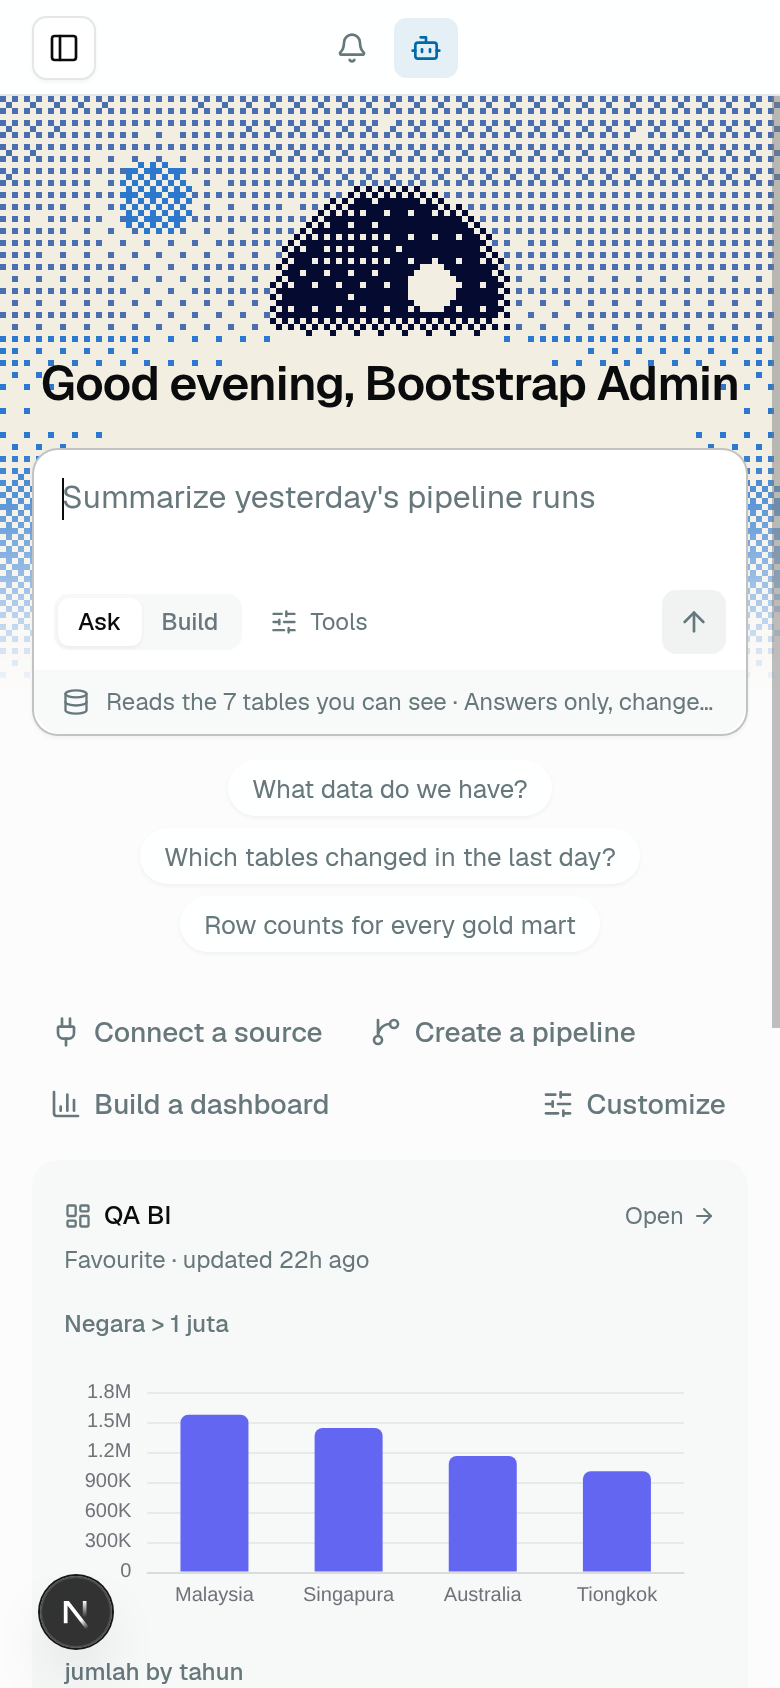 Good evening, Bootstrap Admin
Summarize yesterday's pipeline runs
Ask Build Tools
Reads the 7 tables you can see · Answers only, change...
What data do we have?
Which tables changed in the last day?
Row counts for every gold mart
Connect a source Create a pipeline
Build a dashboard Customize
QA BI Open →
Favourite · updated 22h ago
Negara > 1 juta
1.8M
1.5M
1.2M
900K
600K
300K
0
Malaysia Singapura Australia Tiongkok
N
jumlah by tahun